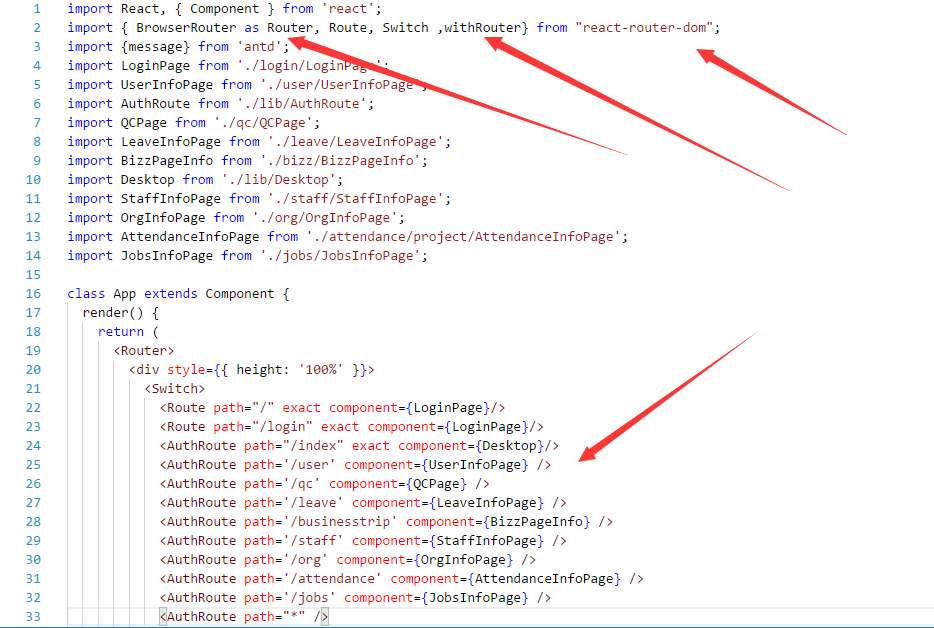 1 import React, { Component } from 'react';
2 import { BrowserRouter as Router, Route, Switch ,withRouter} from "react-router-dom";
3 import {message} from 'antd';
4 import LoginPage from './login/LoginPage';
5 import UserInfoPage from './user/UserInfoPage';
6 import AuthRoute from './lib/AuthRoute';
7 import QCPage from './qc/QCPage';
8 import LeaveInfoPage from './leave/LeaveInfoPage';
9 import BizzPageInfo from './bizz/BizzPageInfo';
10 import Desktop from './lib/Desktop';
11 import StaffInfoPage from './staff/StaffInfoPage';
12 import OrgInfoPage from './org/OrgInfoPage';
13 import AttendanceInfoPage from './attendance/project/AttendanceInfoPage';
14 import JobsInfoPage from './jobs/JobsInfoPage';
15
16 class App extends Component {
17 render() {
18 return (
19 <Router>
20 <div style={{ height: '100%' }}>
21 <Switch>
22 <Route path="/" exact component={LoginPage}/>
23 <Route path="/login" exact component={LoginPage}/>
24 <AuthRoute path="/index" exact component={Desktop}/>
25 <AuthRoute path='/user' component={UserInfoPage} />
26 <AuthRoute path='/qc' component={QCPage} />
27 <AuthRoute path='/leave' component={LeaveInfoPage} />
28 <AuthRoute path='/businesstrip' component={BizzPageInfo} />
29 <AuthRoute path='/staff' component={StaffInfoPage} />
30 <AuthRoute path='/org' component={OrgInfoPage} />
31 <AuthRoute path='/attendance' component={AttendanceInfoPage} />
32 <AuthRoute path='/jobs' component={JobsInfoPage} />
33 <AuthRoute path="*" />